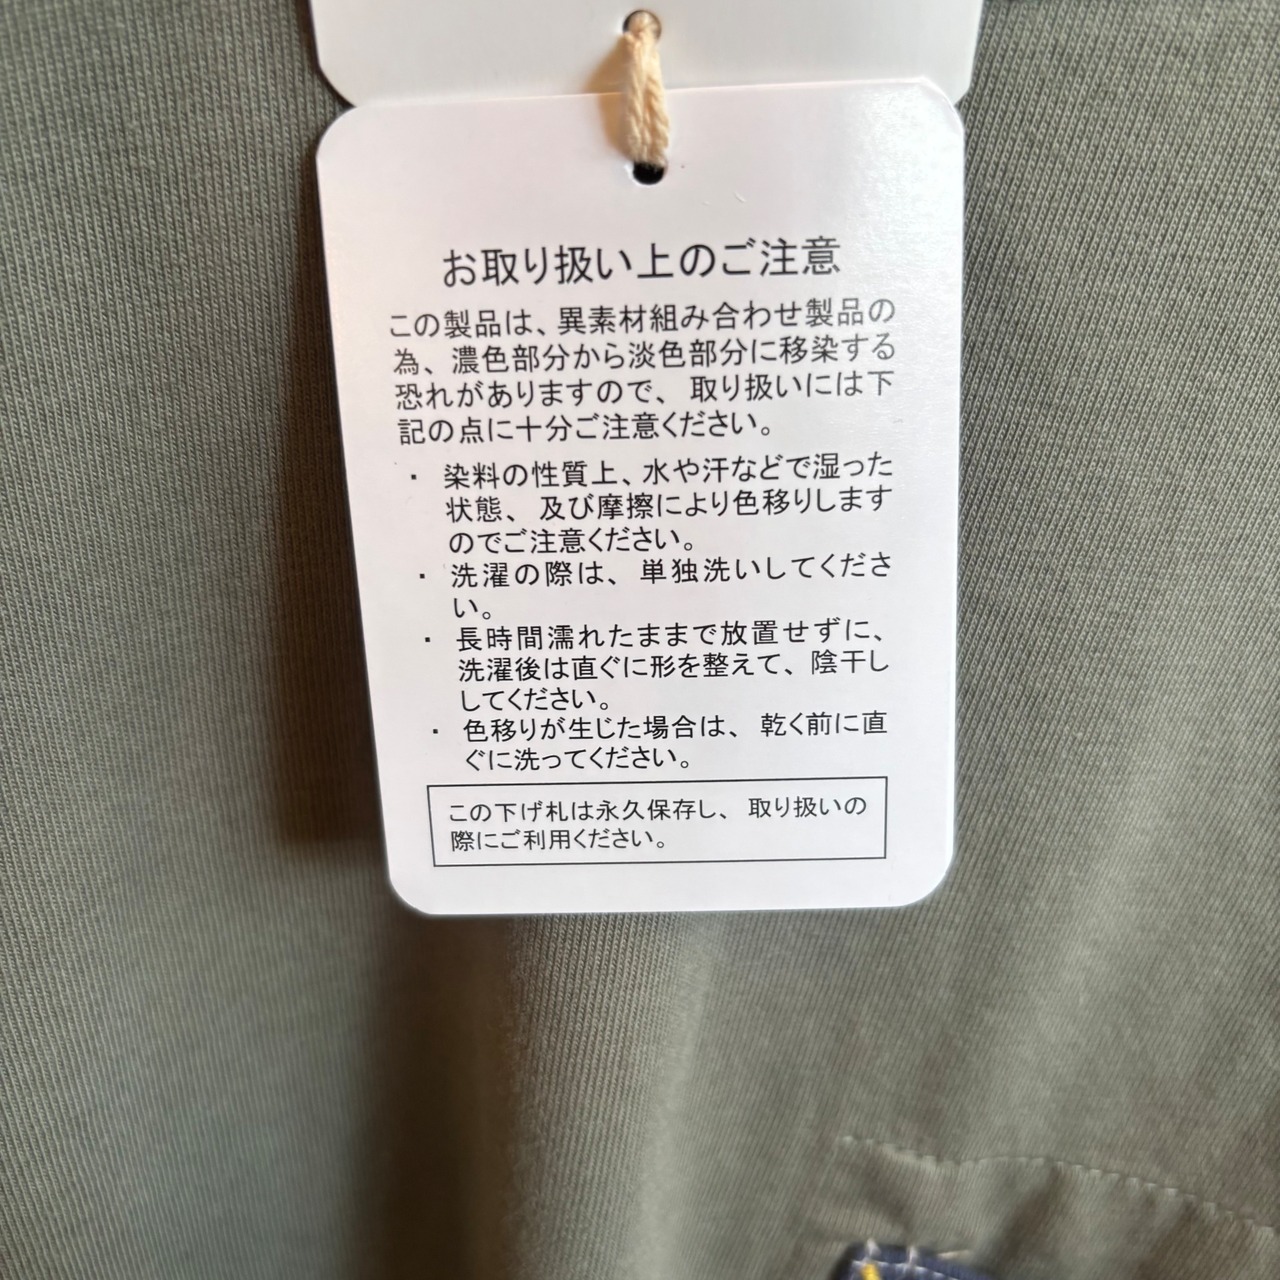 お取り扱い上のご注意
この製品は、異素材組み合わせ製品の
為、濃色部分から淡色部分に移染する
恐れがありますので、取り扱いには下
記の点に十分ご注意ください。
・ 染料の性質上、水や汗などで湿った
状態、及び摩擦により色移りします
のでご注意ください。
・ 洗濯の際は、単独洗いしてくださ
い。
・ 長時間濡れたままで放置せずに、
洗濯後は直ぐに形を整えて、陰干し
してください。
・ 色移りが生じた場合は、乾く前に直
ぐに洗ってください。
この下げ札は永久保存し、取り扱いの
際にご利用ください。